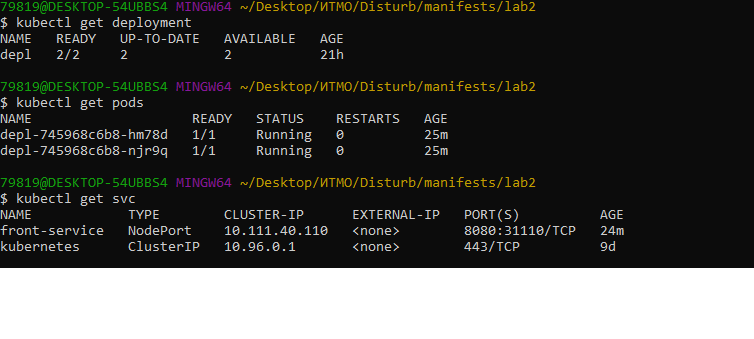 79819@DESKTOP-54UBBS4 MINGW64 ~/Desktop/ИТМО/Disturb/manifests/lab2
$ kubectl get deployment
NAME   READY   UP-TO-DATE   AVAILABLE   AGE
depl   2/2     2            2           21h
79819@DESKTOP-54UBBS4 MINGW64 ~/Desktop/ИТМО/Disturb/manifests/lab2
$ kubectl get pods
NAME                    READY   STATUS    RESTARTS   AGE
depl-745968c6b8-hm78d   1/1     Running   0          25m
depl-745968c6b8-njr9q   1/1     Running   0          25m
79819@DESKTOP-54UBBS4 MINGW64 ~/Desktop/ИТМО/Disturb/manifests/lab2
$ kubectl get svc
NAME            TYPE        CLUSTER-IP      EXTERNAL-IP   PORT(S)          AGE
front-service   NodePort    10.111.40.110   <none>        8080:31110/TCP   24m
kubernetes      ClusterIP   10.96.0.1       <none>        443/TCP          9d